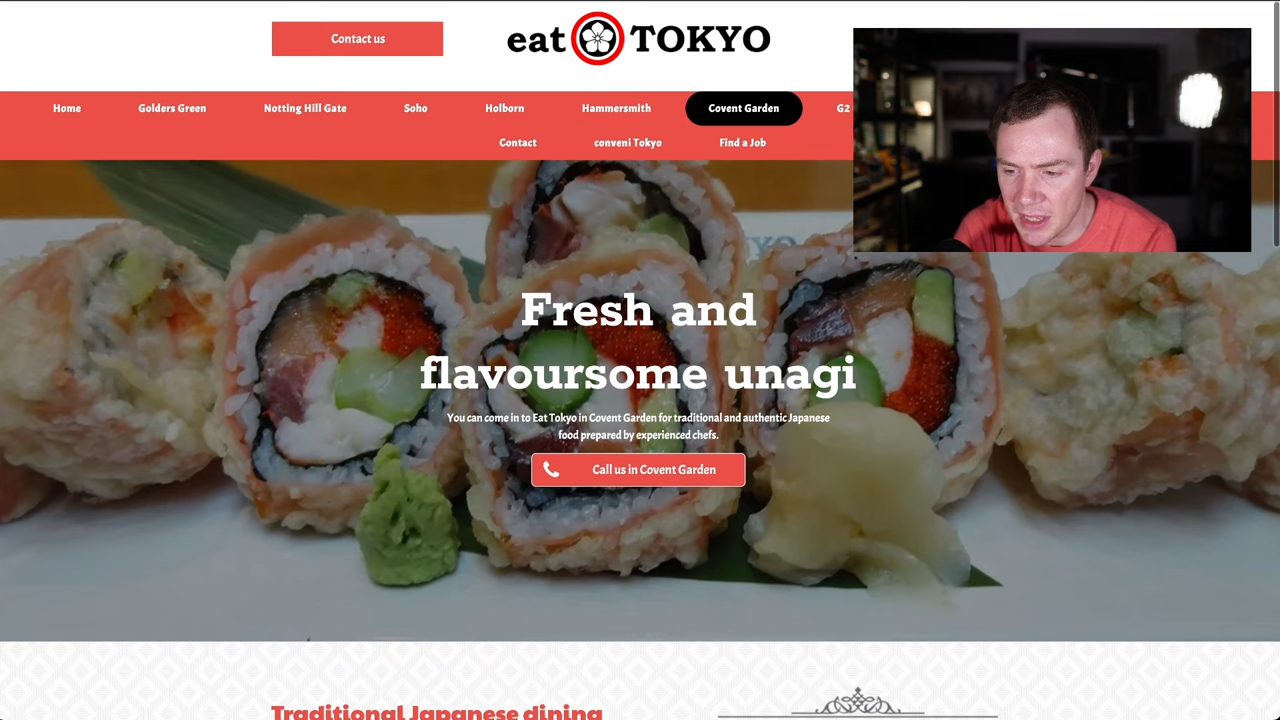 Contact us
eat TOKYO
Home Golders Green Notting Hill Gate Soho Holborn Hammersmith Covent Garden G2
Contact conveni Tokyo Find a Job
Fresh and
flavoursome unagi
You can come in to Eat Tokyo in Covent Garden for traditional and authentic Japanese
food prepared by experienced chefs.
Call us in Covent Garden
Traditional Japanese dining